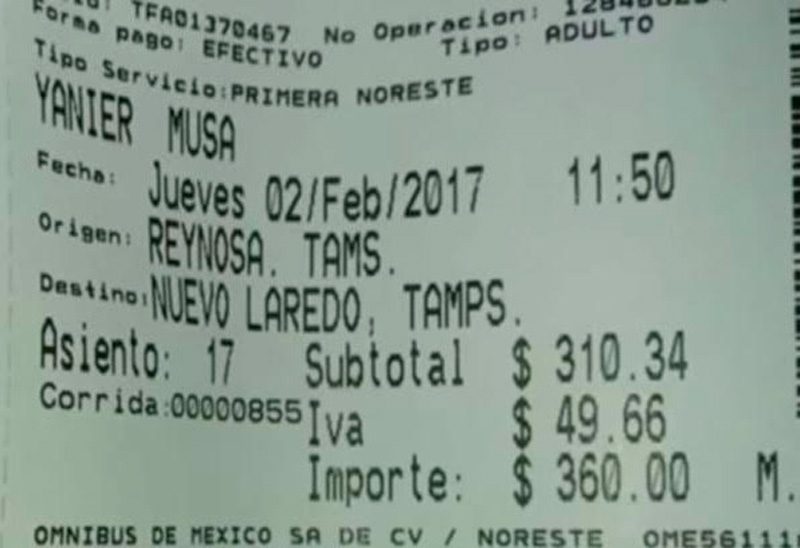 TFA01370467 No Operacion:
Forma pago: EFECTIVO Tipo: ADULTO
Tipo Servicio:PRIMERA NORESTE
YANIER MUSA
Fecha: Jueves 02/Feb/2017 11:50
Origen: REYNOSA. TAMS.
Destino:NUEVO LAREDO, TAMPS.
Asiento: 17 Subtotal $ 310.34
Corrida:00000855 Iva $ 49.66
Importe: $ 360.00 M.
OMNIBUS DE MEXICO SA DE CV / NORESTE